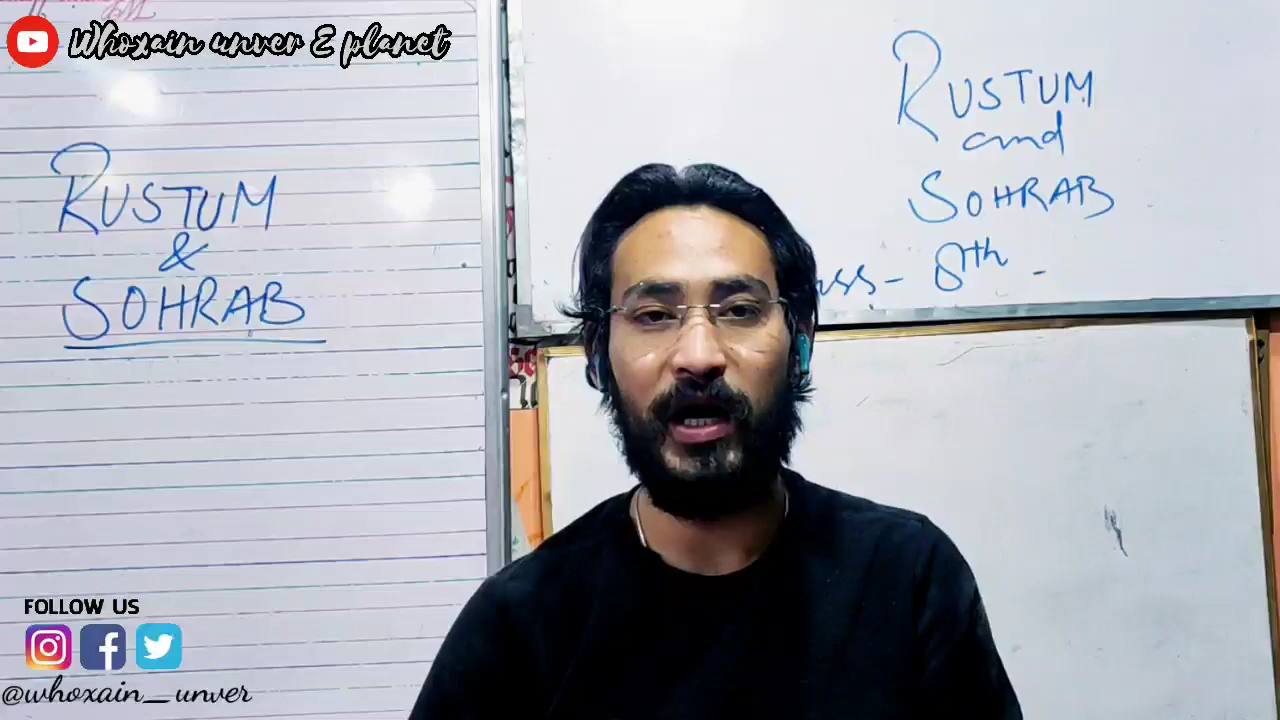 Whoxain unver E planet
RUSTUM
&
SOHRAB
RUSTUM
and
SOHRAB
8th -
FOLLOW US
@whoxain_unver